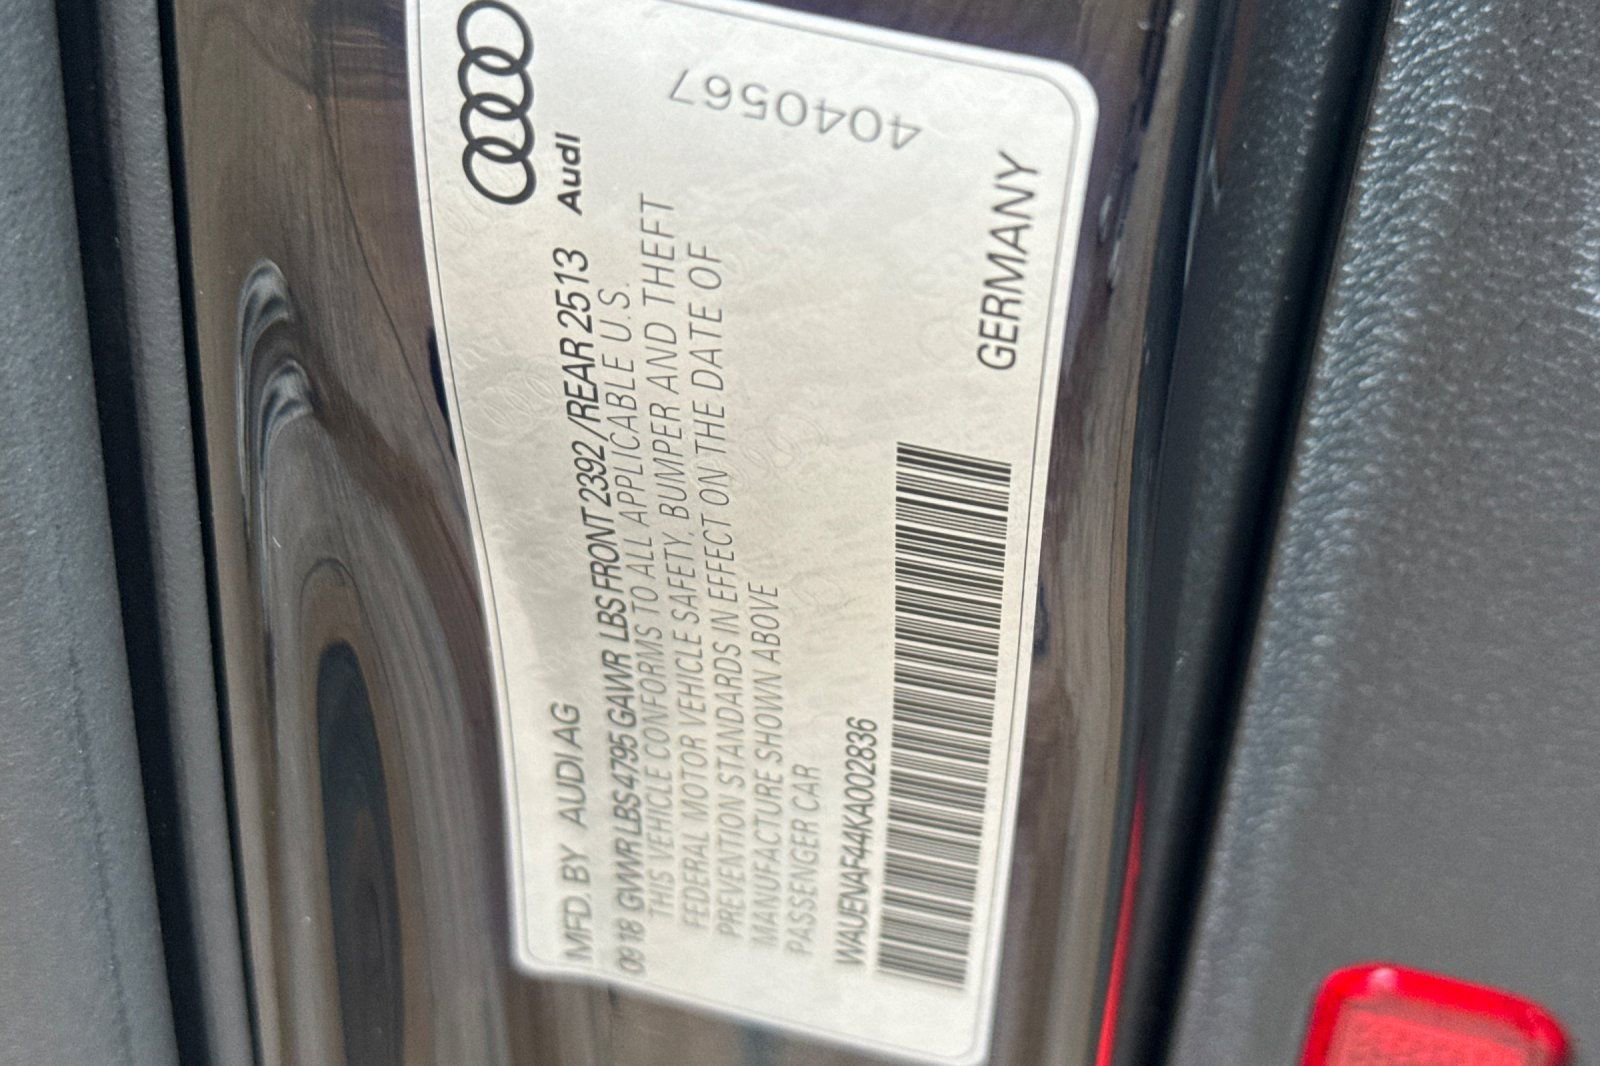 Audi
MFD. BY AUDI AG
09 18 GWWR LBS 4795 GAWR LBS FRONT 2392 /REAR 2513
THIS VEHICLE CONFORMS TO ALL APPLICABLE U.S.
FEDERAL MOTOR VEHICLE SAFETY, BUMPER AND THEFT
PREVENTION STANDARDS IN EFFECT ON THE DATE OF
MANUFACTURE SHOWN ABOVE
PASSENGER CAR
4040567
WAUENAF44KA002836
GERMANY